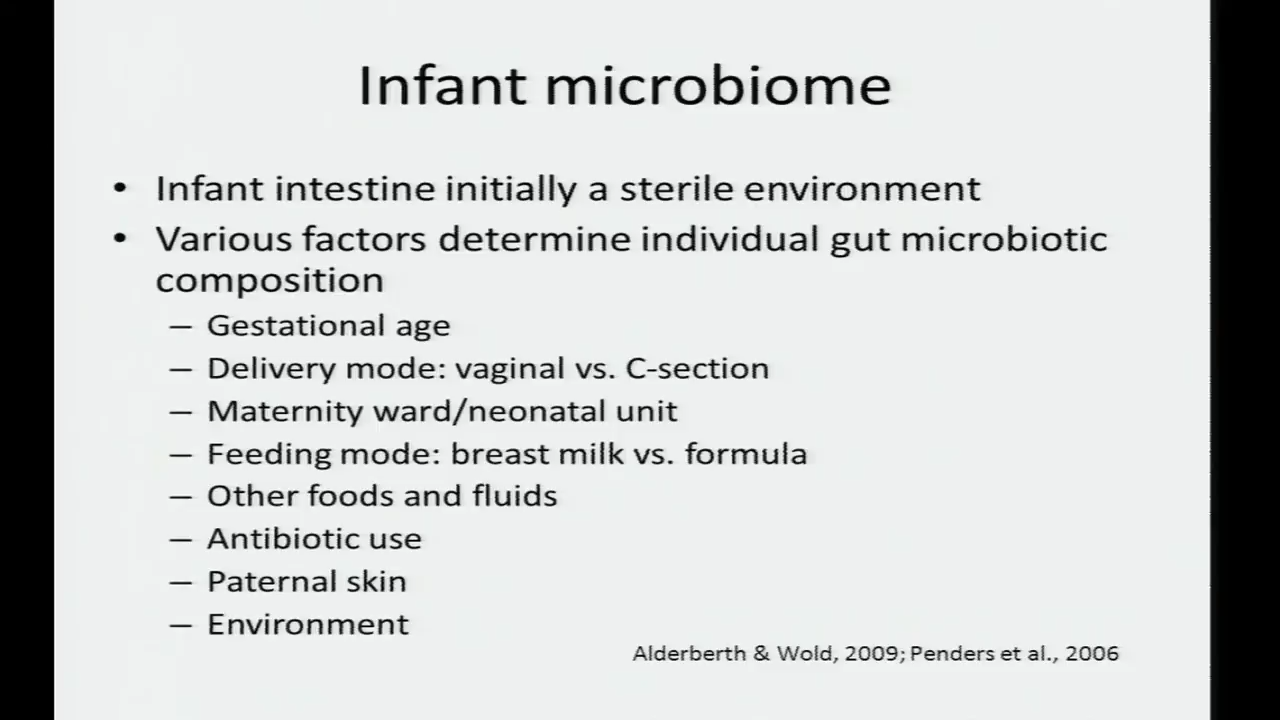 Infant microbiome
• Infant intestine initially a sterile environment
• Various factors determine individual gut microbiotic
composition
– Gestational age
– Delivery mode: vaginal vs. C-section
– Maternity ward/neonatal unit
– Feeding mode: breast milk vs. formula
– Other foods and fluids
– Antibiotic use
– Paternal skin
– Environment
Alderberth & Wold, 2009; Penders et al., 2006